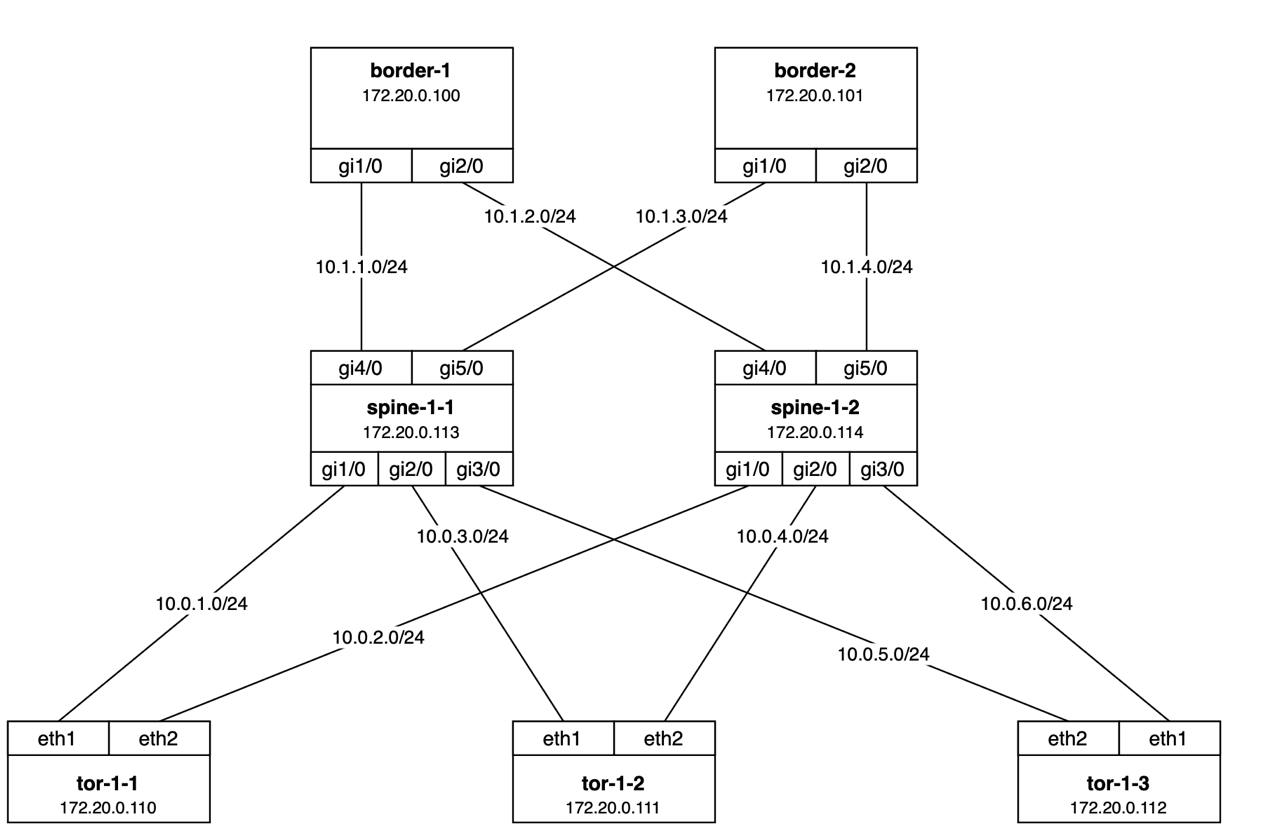 border-1
172.20.0.100
gi1/0
gi2/0
border-2
172.20.0.101
gi1/0
gi2/0
10.1.2.0/24
10.1.3.0/24
10.1.1.0/24
10.1.4.0/24
gi4/0
gi5/0
spine-1-1
172.20.0.113
gi1/0
gi2/0
gi3/0
gi4/0
gi5/0
spine-1-2
172.20.0.114
gi1/0
gi2/0
gi3/0
10.0.3.0/24
10.0.4.0/24
10.0.1.0/24
10.0.6.0/24
10.0.2.0/24
10.0.5.0/24
eth1
eth2
tor-1-1
172.20.0.110
eth1
eth2
tor-1-2
172.20.0.111
eth2
eth1
tor-1-3
172.20.0.112